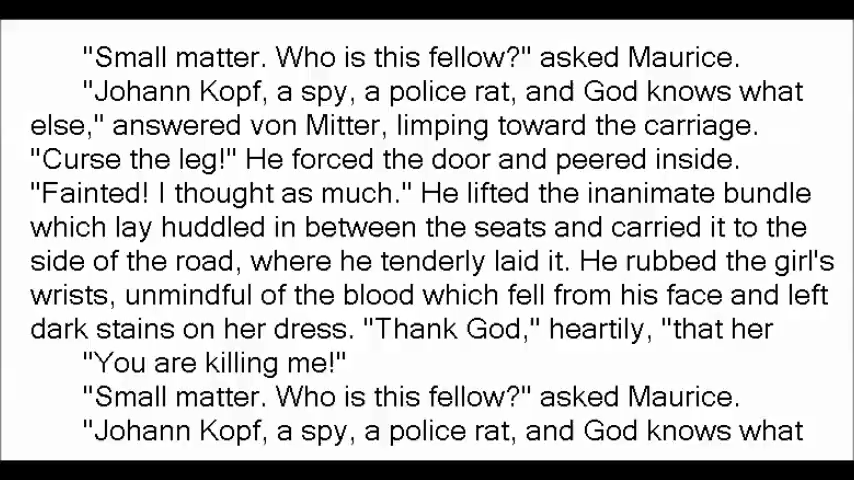 "Small matter. Who is this fellow?" asked Maurice.
"Johann Kopf, a spy, a police rat, and God knows what
else," answered von Mitter, limping toward the carriage.
"Curse the leg!" He forced the door and peered inside.
"Fainted! I thought as much." He lifted the inanimate bundle
which lay huddled in between the seats and carried it to the
side of the road, where he tenderly laid it. He rubbed the girl's
wrists, unmindful of the blood which fell from his face and left
dark stains on her dress. "Thank God," heartily, "that her
"You are killing me!"
"Small matter. Who is this fellow?" asked Maurice.
"Johann Kopf, a spy, a police rat, and God knows what